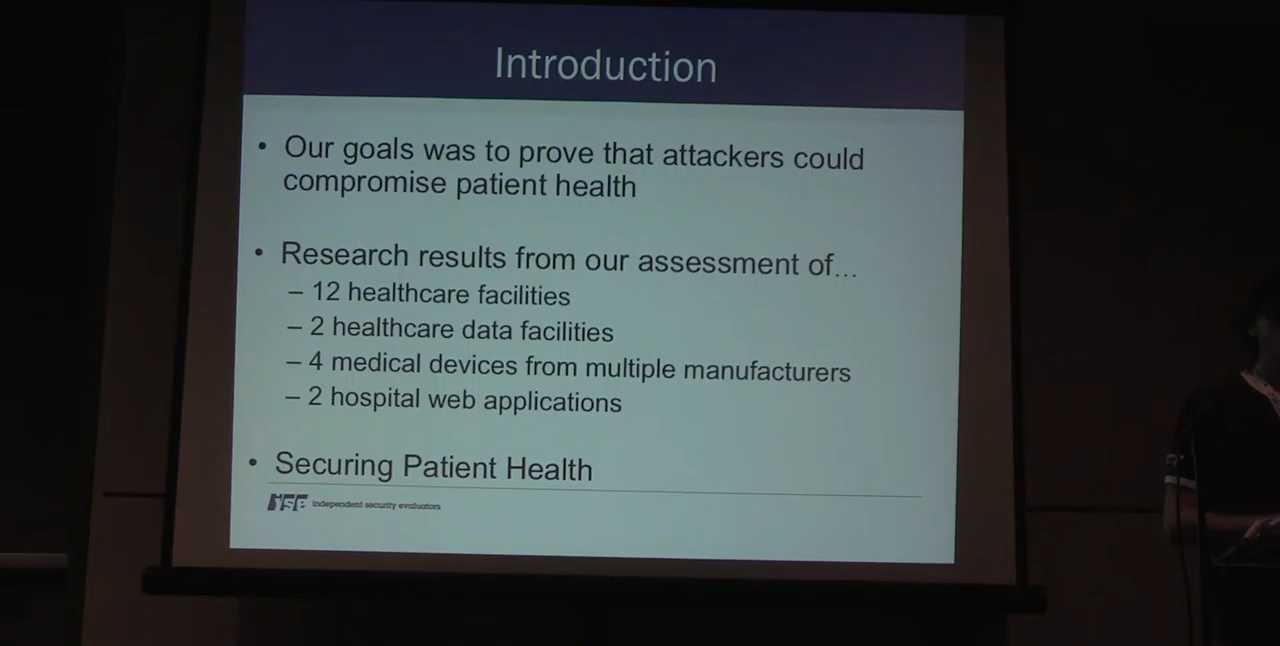 Introduction
• Our goals was to prove that attackers could
compromise patient health
• Research results from our assessment of...
– 12 healthcare facilities
– 2 healthcare data facilities
– 4 medical devices from multiple manufacturers
– 2 hospital web applications
• Securing Patient Health
ise independent security evaluators